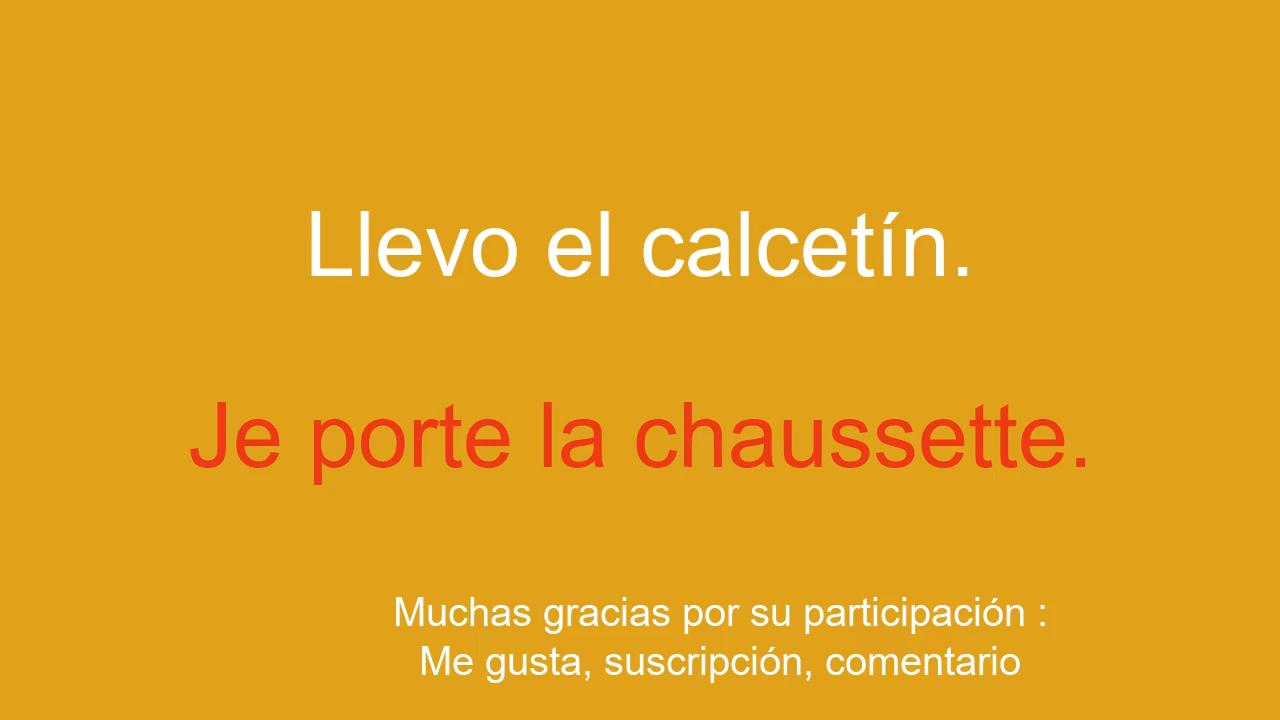 Llevo el calcetín.
Je porte la chaussette.
Muchas gracias por su participación :
Me gusta, suscripción, comentario